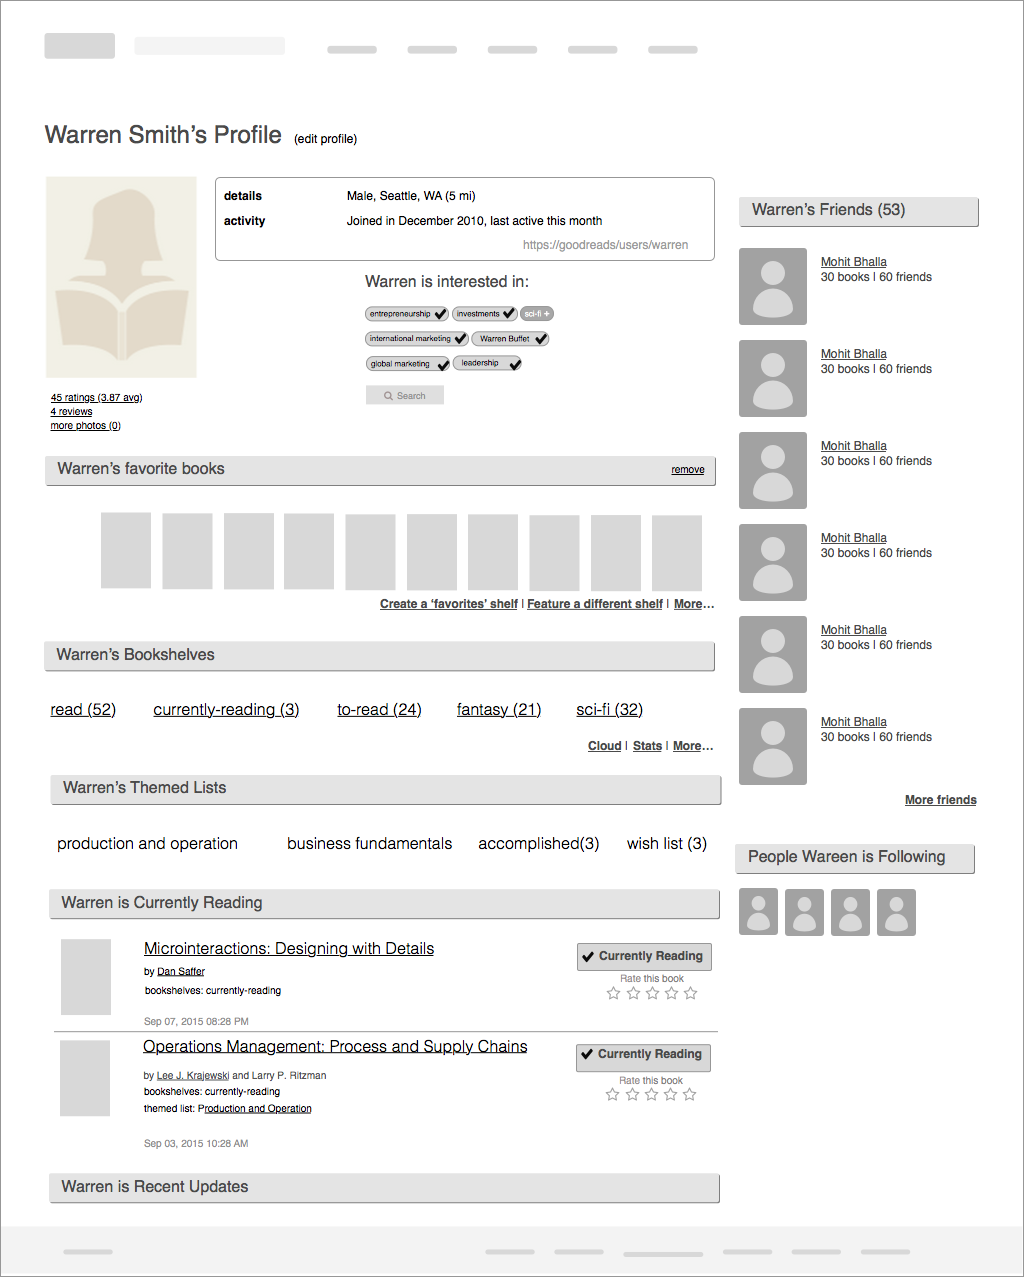 Warren Smith’s Profile (edit profile)
details Male, Seattle, WA (5 mi)
activity Joined in December 2010, last active this month
https://goodreads/users/warren
Warren is interested in:
entrepreneurship investments sci-fi +
international marketing Warren Buffet
global marketing leadership
Search
45 ratings (3.87 avg)
4 reviews
more photos (0)
Warren’s favorite books remove
Create a ‘favorites’ shelf | Feature a different shelf | More...
Warren’s Bookshelves
read (52) currently-reading (3) to-read (24) fantasy (21) sci-fi (32)
Cloud | Stats | More...
Warren’s Themed Lists
production and operation business fundamentals accomplished(3) wish list (3)
Warren is Currently Reading
Microinteractions: Designing with Details
by Dan Saffer
bookshelves: currently-reading
Sep 07, 2015 08:28 PM
Currently Reading
Rate this book
Operations Management: Process and Supply Chains
by Lee J. Krajewski and Larry P. Ritzman
bookshelves: currently-reading
themed list: Production and Operation
Sep 03, 2015 10:28 AM
Currently Reading
Rate this book
Warren is Recent Updates
Warren’s Friends (53)
Mohit Bhalla
30 books | 60 friends
Mohit Bhalla
30 books | 60 friends
Mohit Bhalla
30 books | 60 friends
Mohit Bhalla
30 books | 60 friends
Mohit Bhalla
30 books | 60 friends
Mohit Bhalla
30 books | 60 friends
More friends
People Wareen is Following